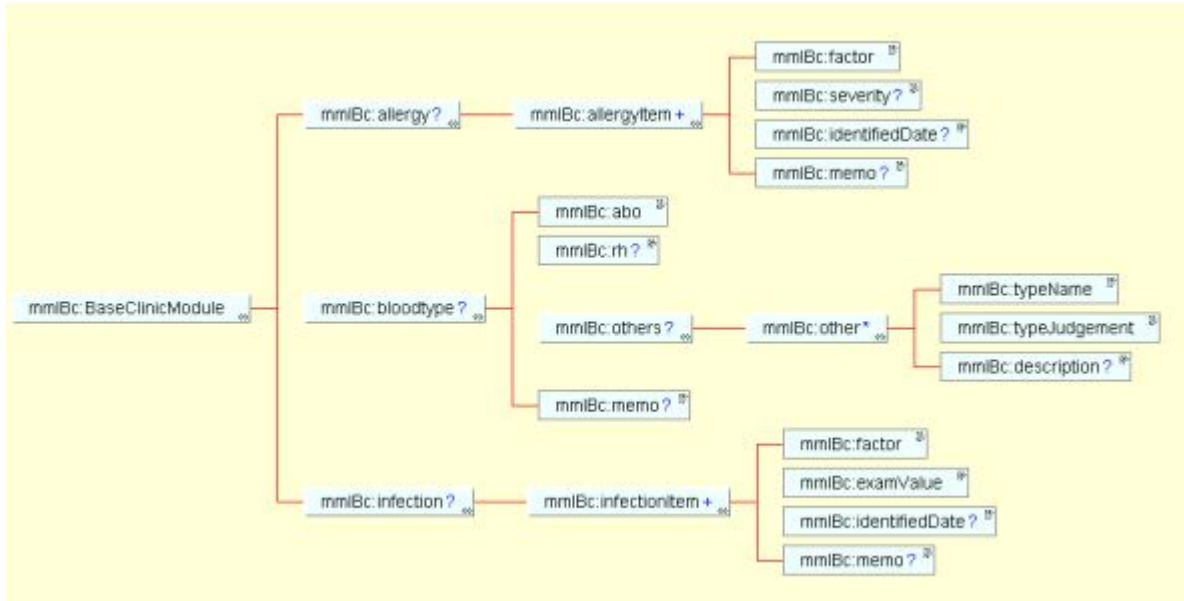 mmlBc:factor
mmlBc:severity?
mmlBc:allergy?
mmlBc:allergyItem+
mmlBc:identifiedDate?
mmlBc:memo?
mmlBc:abo
mmlBc:rh?
mmlBc:typeName
mmlBc:BaseClinicModule
mmlBc:bloodtype?
mmlBc:others?
mmlBc:other*
mmlBc:typeJudgement
mmlBc:description?
mmlBc:memo?
mmlBc:factor
mmlBc:examValue
mmlBc:infection?
mmlBc:infectionItem+
mmlBc:identifiedDate?
mmlBc:memo?